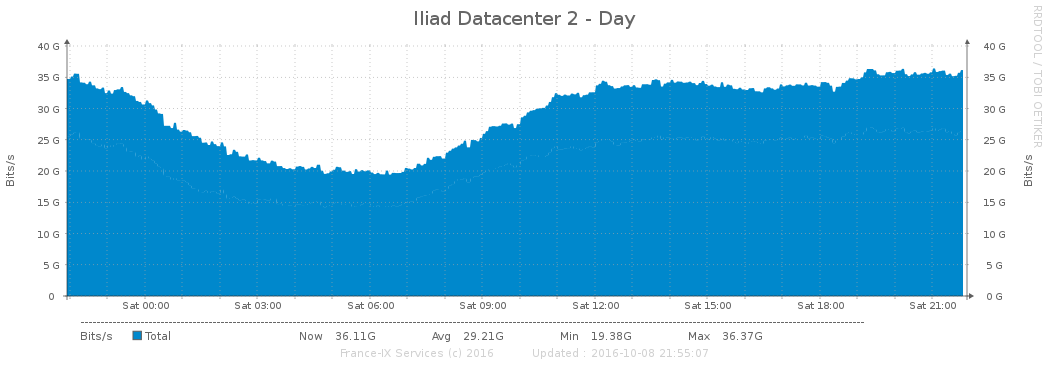 Iliad Datacenter 2 - Day
RRDTOOL / TOBI OETIKER
40 G 40 G
35 G 35 G
30 G 30 G
25 G 25 G
20 G 20 G
15 G 15 G
10 G 10 G
5 G 5 G
0 0 G
Bits/s Bits/s
Sat 00:00 Sat 03:00 Sat 06:00 Sat 09:00 Sat 12:00 Sat 15:00 Sat 18:00 Sat 21:00
Bits/s Total Now 36.11G Avg 29.21G Min 19.38G Max 36.37G
France-IX Services (c) 2016 Updated : 2016-10-08 21:55:07